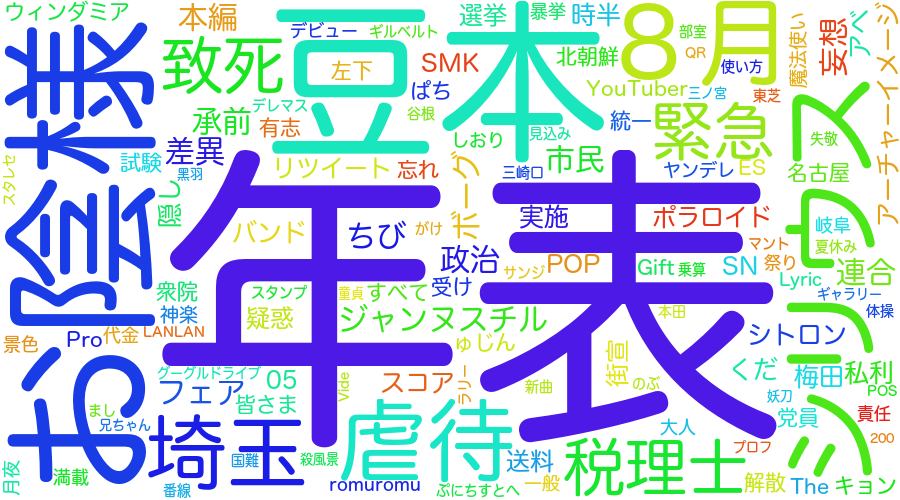 ウィンダミア
本編
豆本
選挙
暴挙
時半
8月
部室
QR
使い方
魔法使い
妄想
アベ
アーチャーイメージ
デビュー
ギルベルト
北朝鮮
致死
左下
SMK
YouTuber
三ノ宮
東芝
お陰様
承前
デレマス
有志
ぱち
谷根
しおり
見込み
統一
緊急
失敬
シリウス
差異
試験
黒羽
リツイート
忘れ
ボーグ
三崎口
市民
ヤンデレ
ES
名古屋
スタレセ
隠し
年表
バンド
ちび
がけ
実施
ポラロイド
マント
岐阜
夏休み
政治
サンジ
POP
Gift
乗算
SN
祭り
連合
衆院
スタンプ
童貞
すべて
受け
Lyric
ギャラリー
神楽
疑惑
ジャンヌスチル
ゅじん
本田
体操
景色
Pro
代金
LANLAN
シトロン
グーグルドライブ
フェア
05
皆さま
Vide
スコア
ラリー
新曲
のぶ
街宣
くだ
梅田
私利
POS
妖刀
まし
兄ちゃん
埼玉
虐待
大人
党員
責任
月夜
満載
番線
国難
殺風景
romuromu
ぷにちすとへ
一般
送料
税理士
プロフ
解散
The
キョン
200